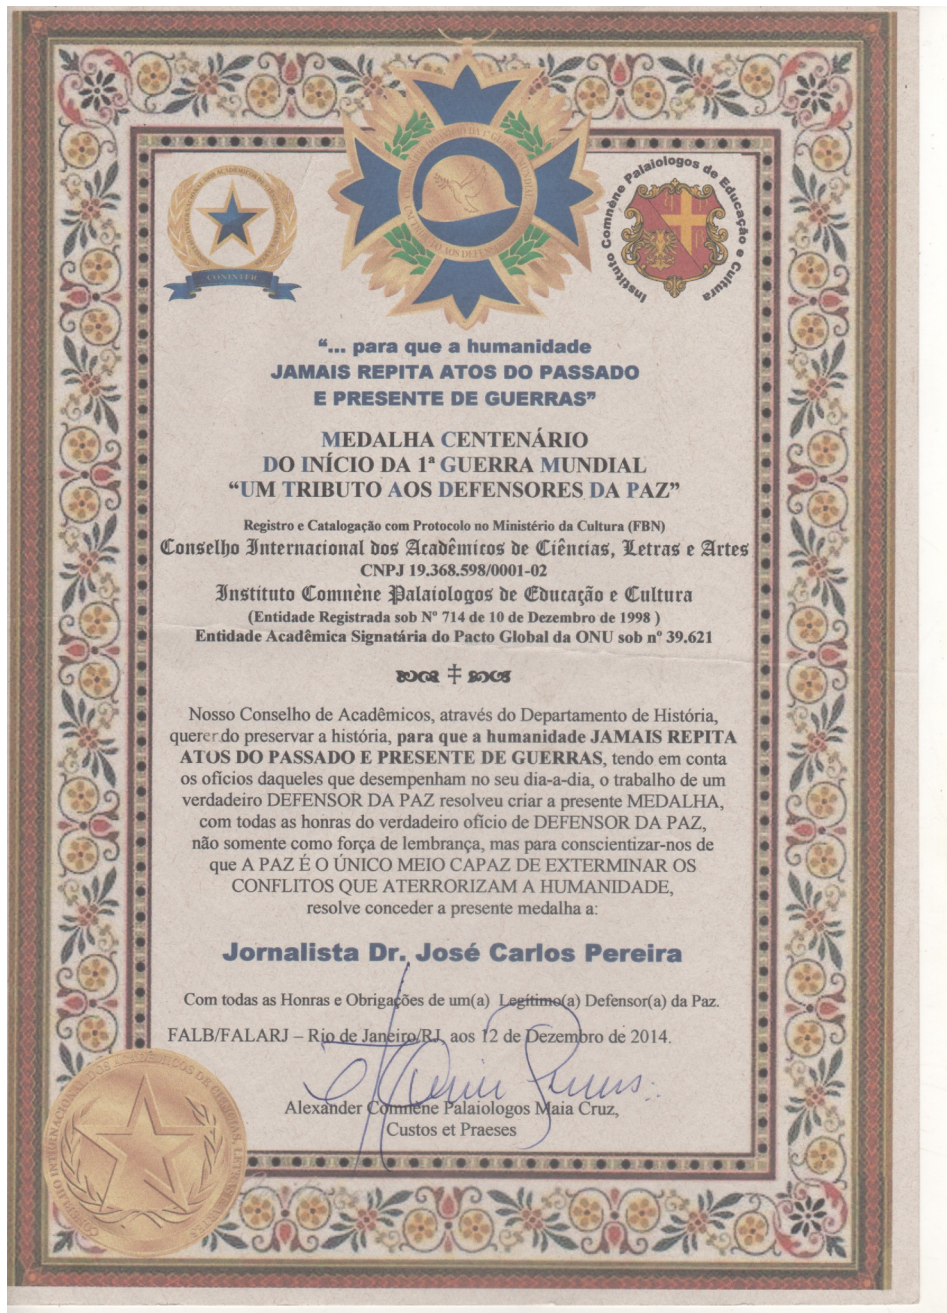 CONINTER
Instituto Comnène Palaiologos de Educação e Cultura
“... para que a humanidade
JAMAIS REPITA ATOS DO PASSADO
E PRESENTE DE GUERRAS”
MEDALHA CENTENÁRIO
DO INÍCIO DA 1ª GUERRA MUNDIAL
“UM TRIBUTO AOS DEFENSORES DA PAZ”
Registro e Catalogação com Protocolo no Ministério da Cultura (FBN)
Conselho Internacional dos Acadêmicos de Ciências, Letras e Artes
CNPJ 19.368.598/0001-02
Instituto Comnène Palaiologos de Educação e Cultura
(Entidade Registrada sob Nº 714 de 10 de Dezembro de 1998 )
Entidade Acadêmica Signatária do Pacto Global da ONU sob nº 39.621
Nosso Conselho de Acadêmicos, através do Departamento de História,
querendo preservar a história, para que a humanidade JAMAIS REPITA
ATOS DO PASSADO E PRESENTE DE GUERRAS, tendo em conta
os ofícios daqueles que desempenham no seu dia-a-dia, o trabalho de um
verdadeiro DEFENSOR DA PAZ resolveu criar a presente MEDALHA,
com todas as honras do verdadeiro ofício de DEFENSOR DA PAZ,
não somente como força de lembrança, mas para conscientizar-nos de
que A PAZ É O ÚNICO MEIO CAPAZ DE EXTERMINAR OS
CONFLITOS QUE ATERRORIZAM A HUMANIDADE,
resolve conceder a presente medalha a:
Jornalista Dr. José Carlos Pereira
Com todas as Honras e Obrigações de um(a) Legítimo(a) Defensor(a) da Paz.
FALB/FALARJ – Rio de Janeiro/RJ, aos 12 de Dezembro de 2014.
Alexander Comnène Palaiologos Maia Cruz,
Custos et Praeses
CONSELHO INTERNACIONAL DOS ACADÊMICOS DE CIÊNCIAS, LETRAS E ARTES